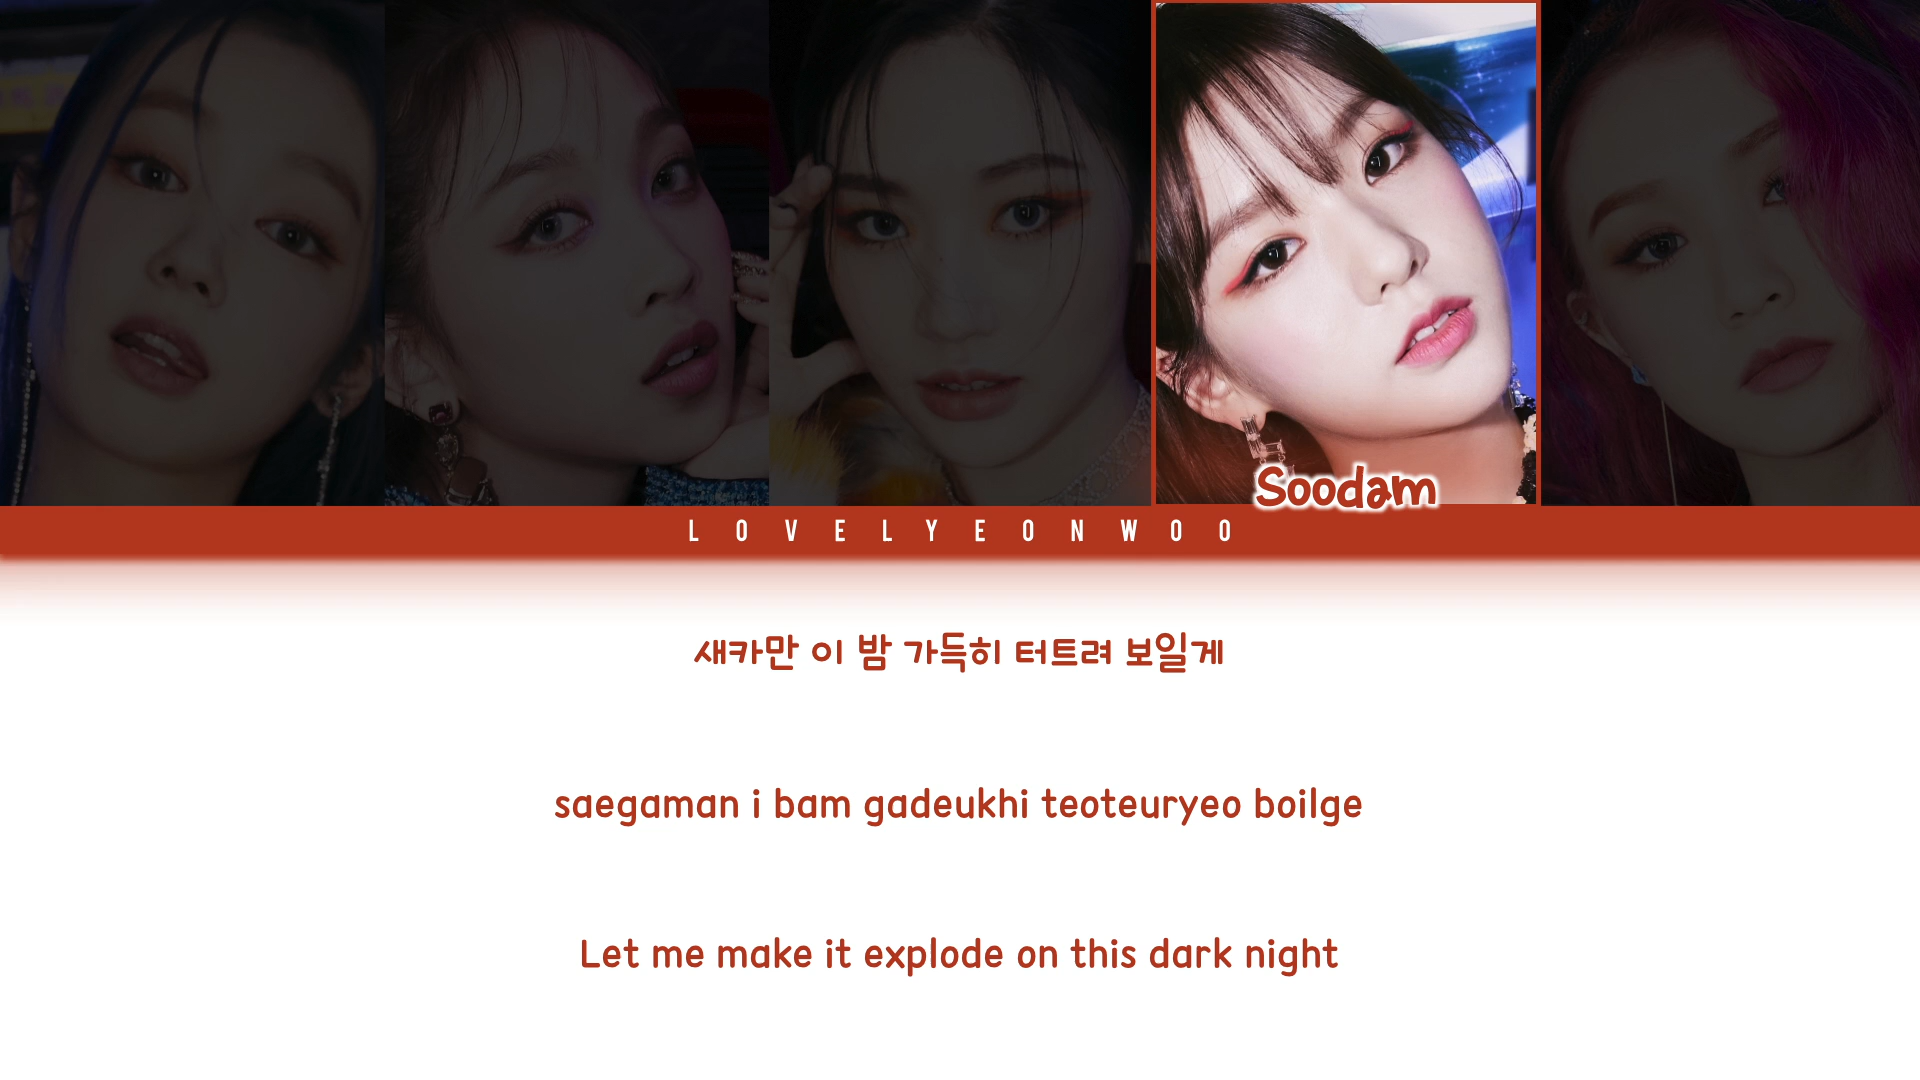 Soodam
LOVELYEONWOO
새카만 이 밤 가득히 터트려 보일게
saegaman i bam gadeukhi teoteuryeo boilge
Let me make it explode on this dark night